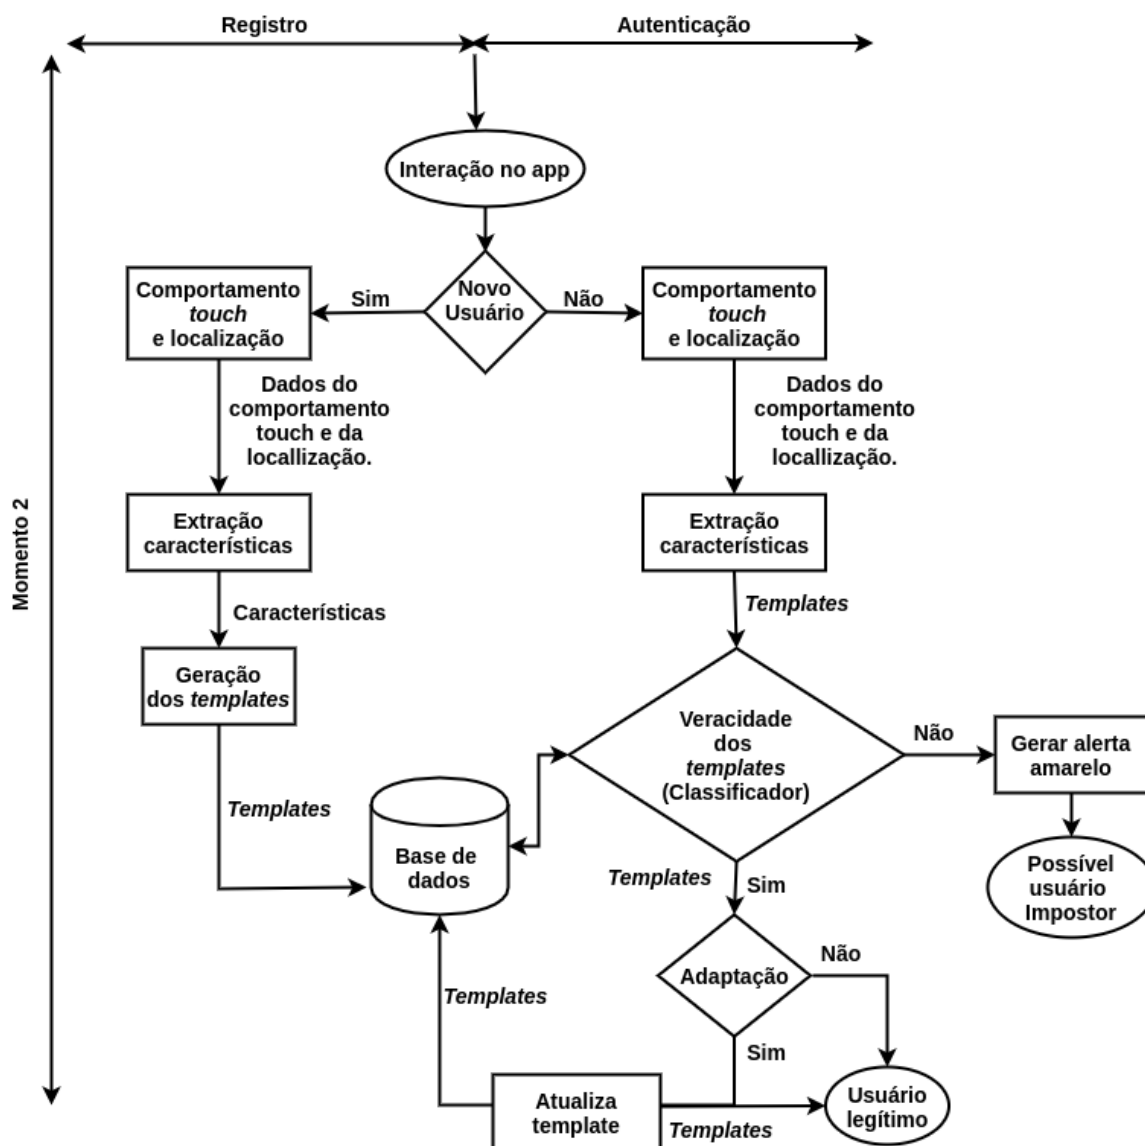 Registro
Autenticação
Interação no app
Novo
Usuário
Sim
Não
Comportamento
touch
e localização
Comportamento
touch
e localização
Dados do
comportamento
touch e da
locallização.
Dados do
comportamento
touch e da
locallização.
Momento 2
Extração
características
Extração
características
Características
Templates
Geração
dos templates
Veracidade
dos
templates
(Classificador)
Não
Gerar alerta
amarelo
Templates
Base de
dados
Possível
usuário
Impostor
Templates
Sim
Adaptação
Não
Templates
Sim
Atualiza
template
Templates
Usuário
legítimo